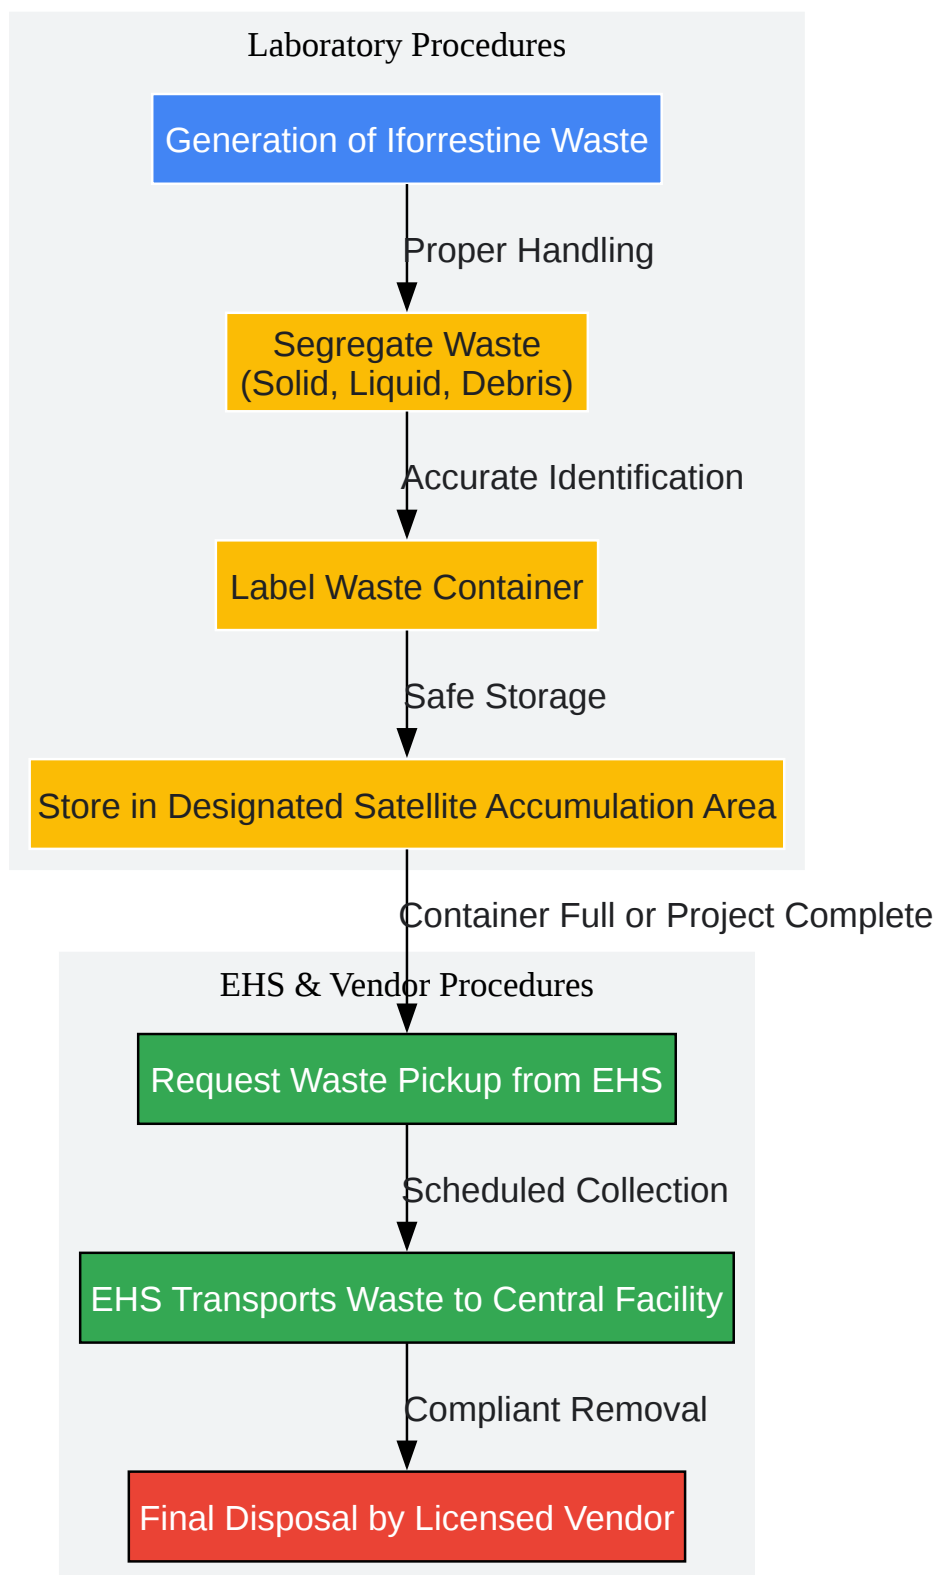 Laboratory Procedures
Generation of Iforrestine Waste
Proper Handling
Segregate Waste
(Solid, Liquid, Debris)
Accurate Identification
Label Waste Container
Safe Storage
Store in Designated Satellite Accumulation Area
Container Full or Project Complete
EHS & Vendor Procedures
Request Waste Pickup from EHS
Scheduled Collection
EHS Transports Waste to Central Facility
Compliant Removal
Final Disposal by Licensed Vendor